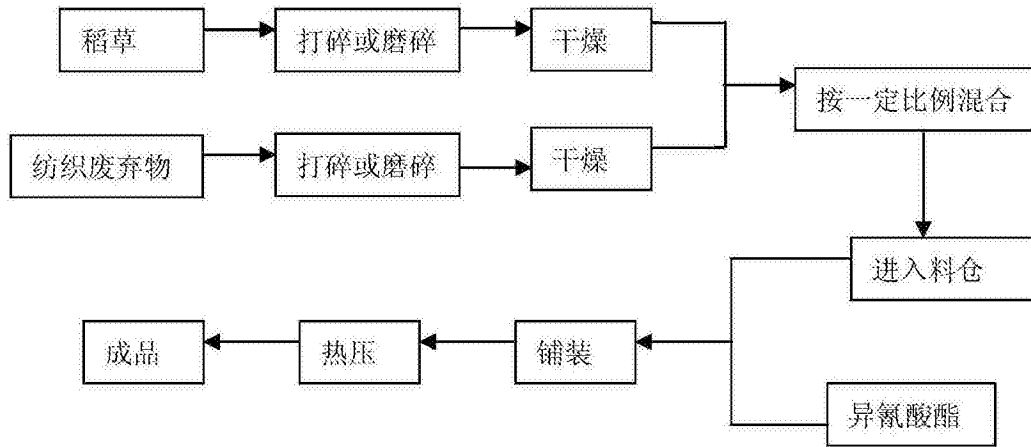 稻草
打碎或磨碎
干燥
按一定比例混合
纺织废弃物
打碎或磨碎
干燥
进入料仓
成品
热压
铺装
异氰酸酯